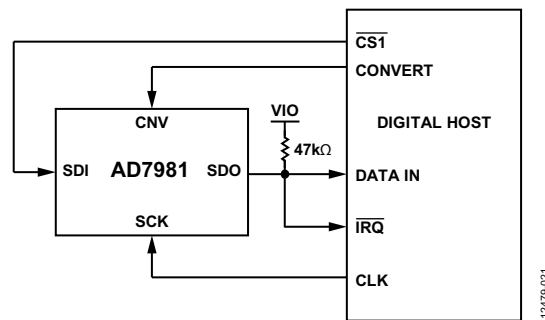 CS1
CONVERT
VIO
CNV
DIGITAL HOST
47kΩ
SDI
AD7981
SDO
DATA IN
SCK
IRQ
CLK
12479-021